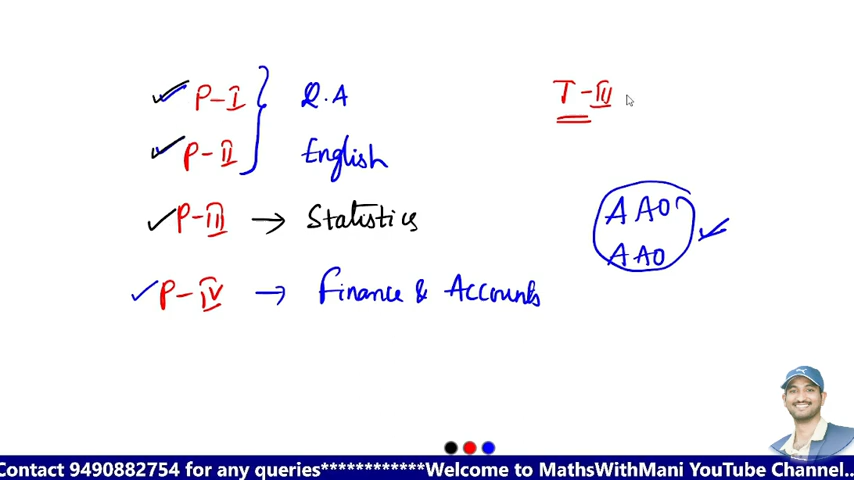 P-I Q.A
P-II English
P-III → Statistics
P-IV → Finance & Accounts
T-III
AAO
AAO
Contact 9490882754 for any queries************Welcome to MathsWithMani YouTube Channel..